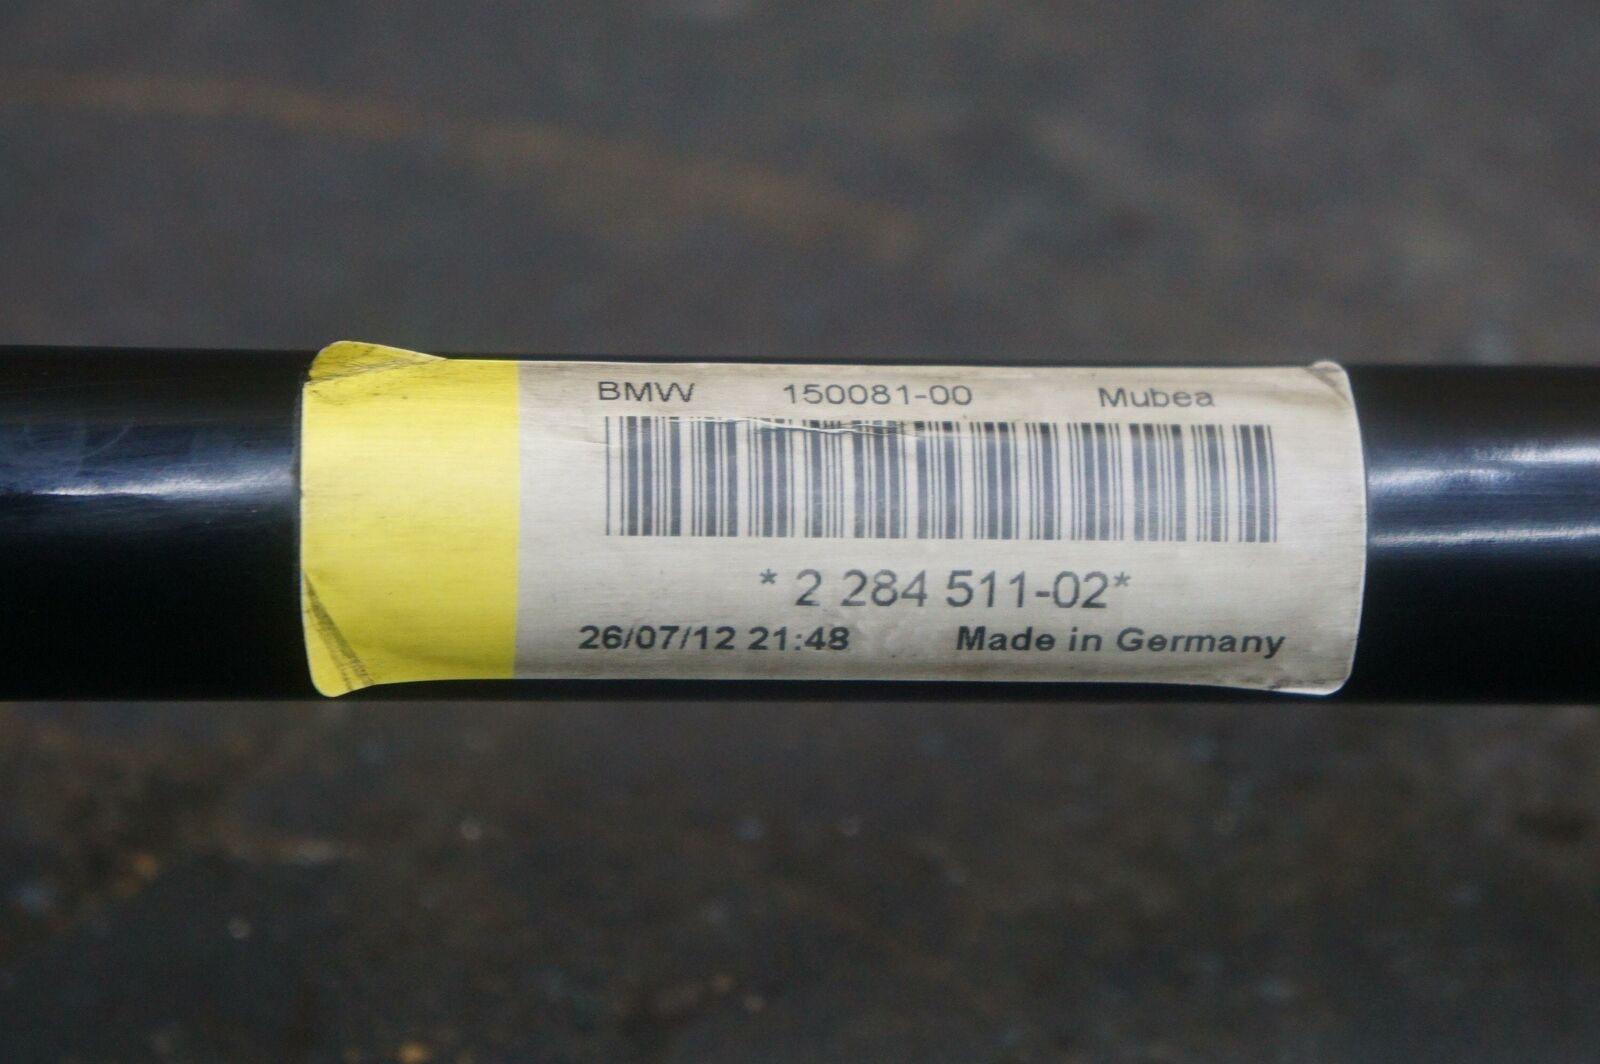 BMW 150081-00 Mubea
*2 284 511-02*
26/07/12 21:48 Made in Germany